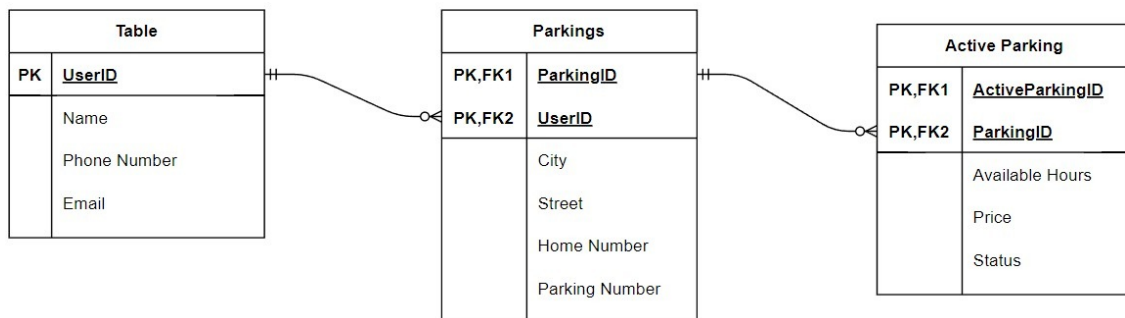 Table
PK UserID
Name
Phone Number
Email
Parkings
PK,FK1 ParkingID
PK,FK2 UserID
City
Street
Home Number
Parking Number
Active Parking
PK,FK1 ActiveParkingID
PK,FK2 ParkingID
Available Hours
Price
Status